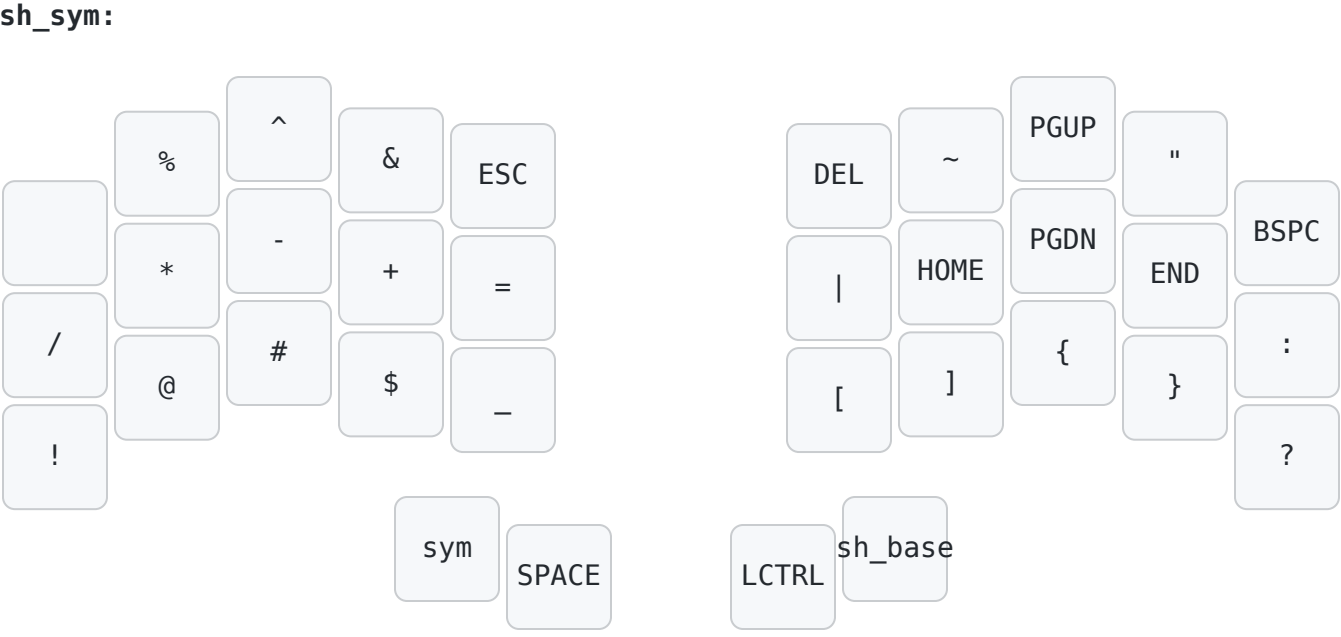 sh_sym:
% ^ & ESC DEL ~ PGUP " BSPC
/ * - + = | HOME PGDN END :
! @ # $ _ [ ] { } ?
sym SPACE LCTRL sh_base